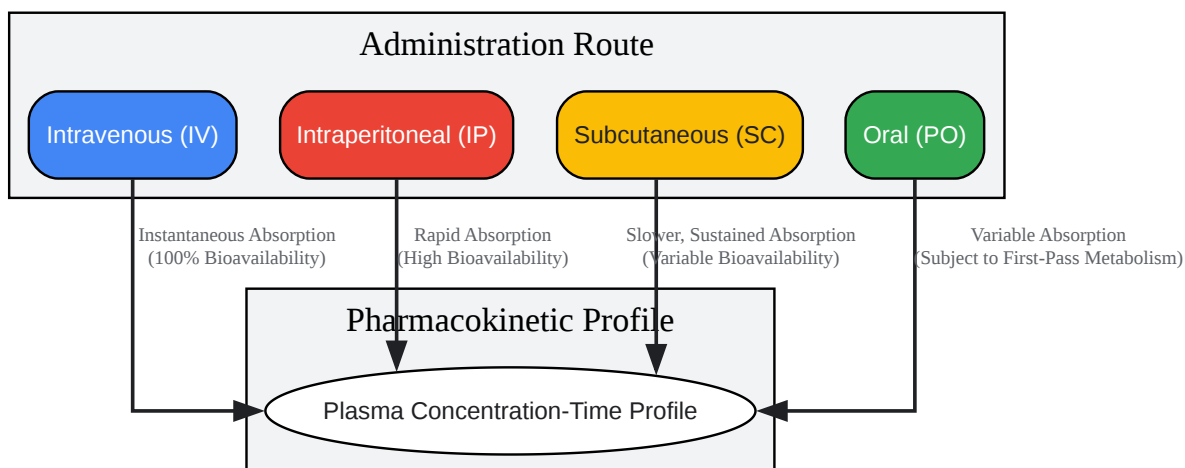 Administration Route
Intravenous (IV)
Intraperitoneal (IP)
Subcutaneous (SC)
Oral (PO)
Instantaneous Absorption
(100% Bioavailability)
Rapid Absorption
(High Bioavailability)
Slower, Sustained Absorption
(Variable Bioavailability)
Variable Absorption
(Subject to First-Pass Metabolism)
Pharmacokinetic Profile
Plasma Concentration-Time Profile